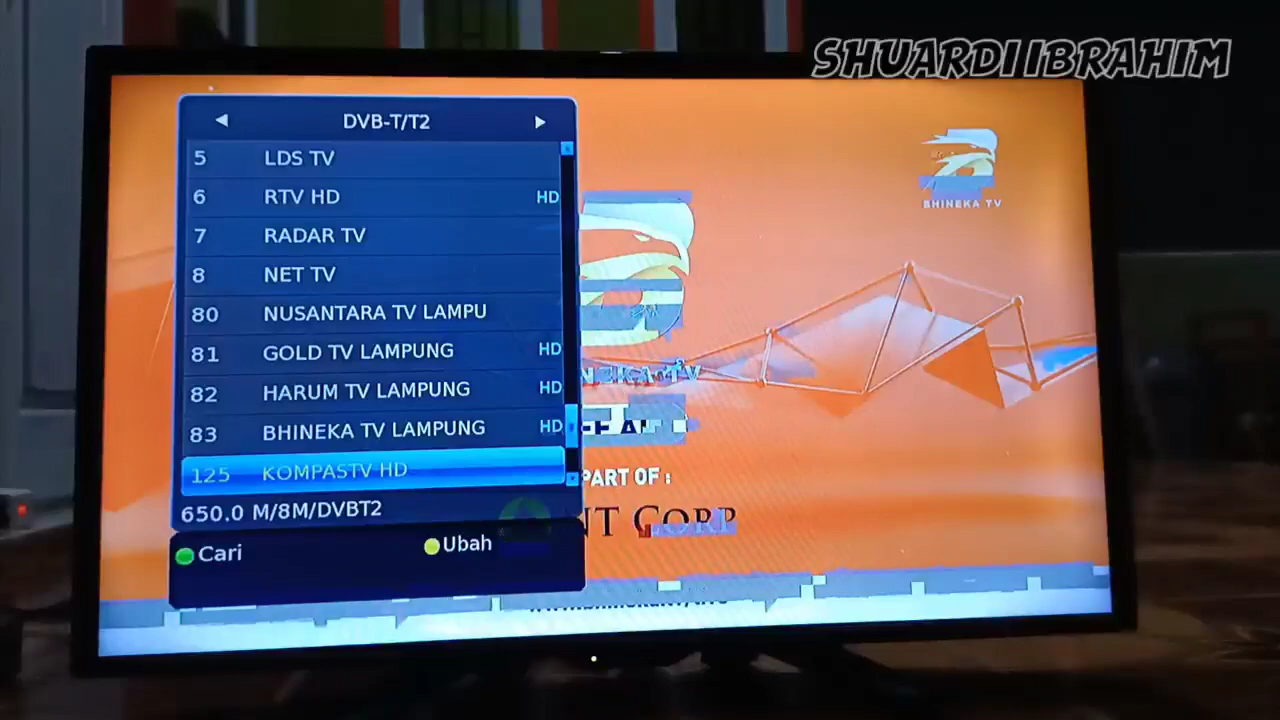 SHUARDI IBRAHIM
DVB-T/T2
5 LDS TV
6 RTV HD HD
7 RADAR TV
8 NET TV
80 NUSANTARA TV LAMPU
81 GOLD TV LAMPUNG HD
82 HARUM TV LAMPUNG HD
83 BHINEKA TV LAMPUNG HD
125 KOMPASTV HD
650.0 M/8M/DVBT2
Cari
Ubah
BHINEKA TV
PART OF :
NT CORP